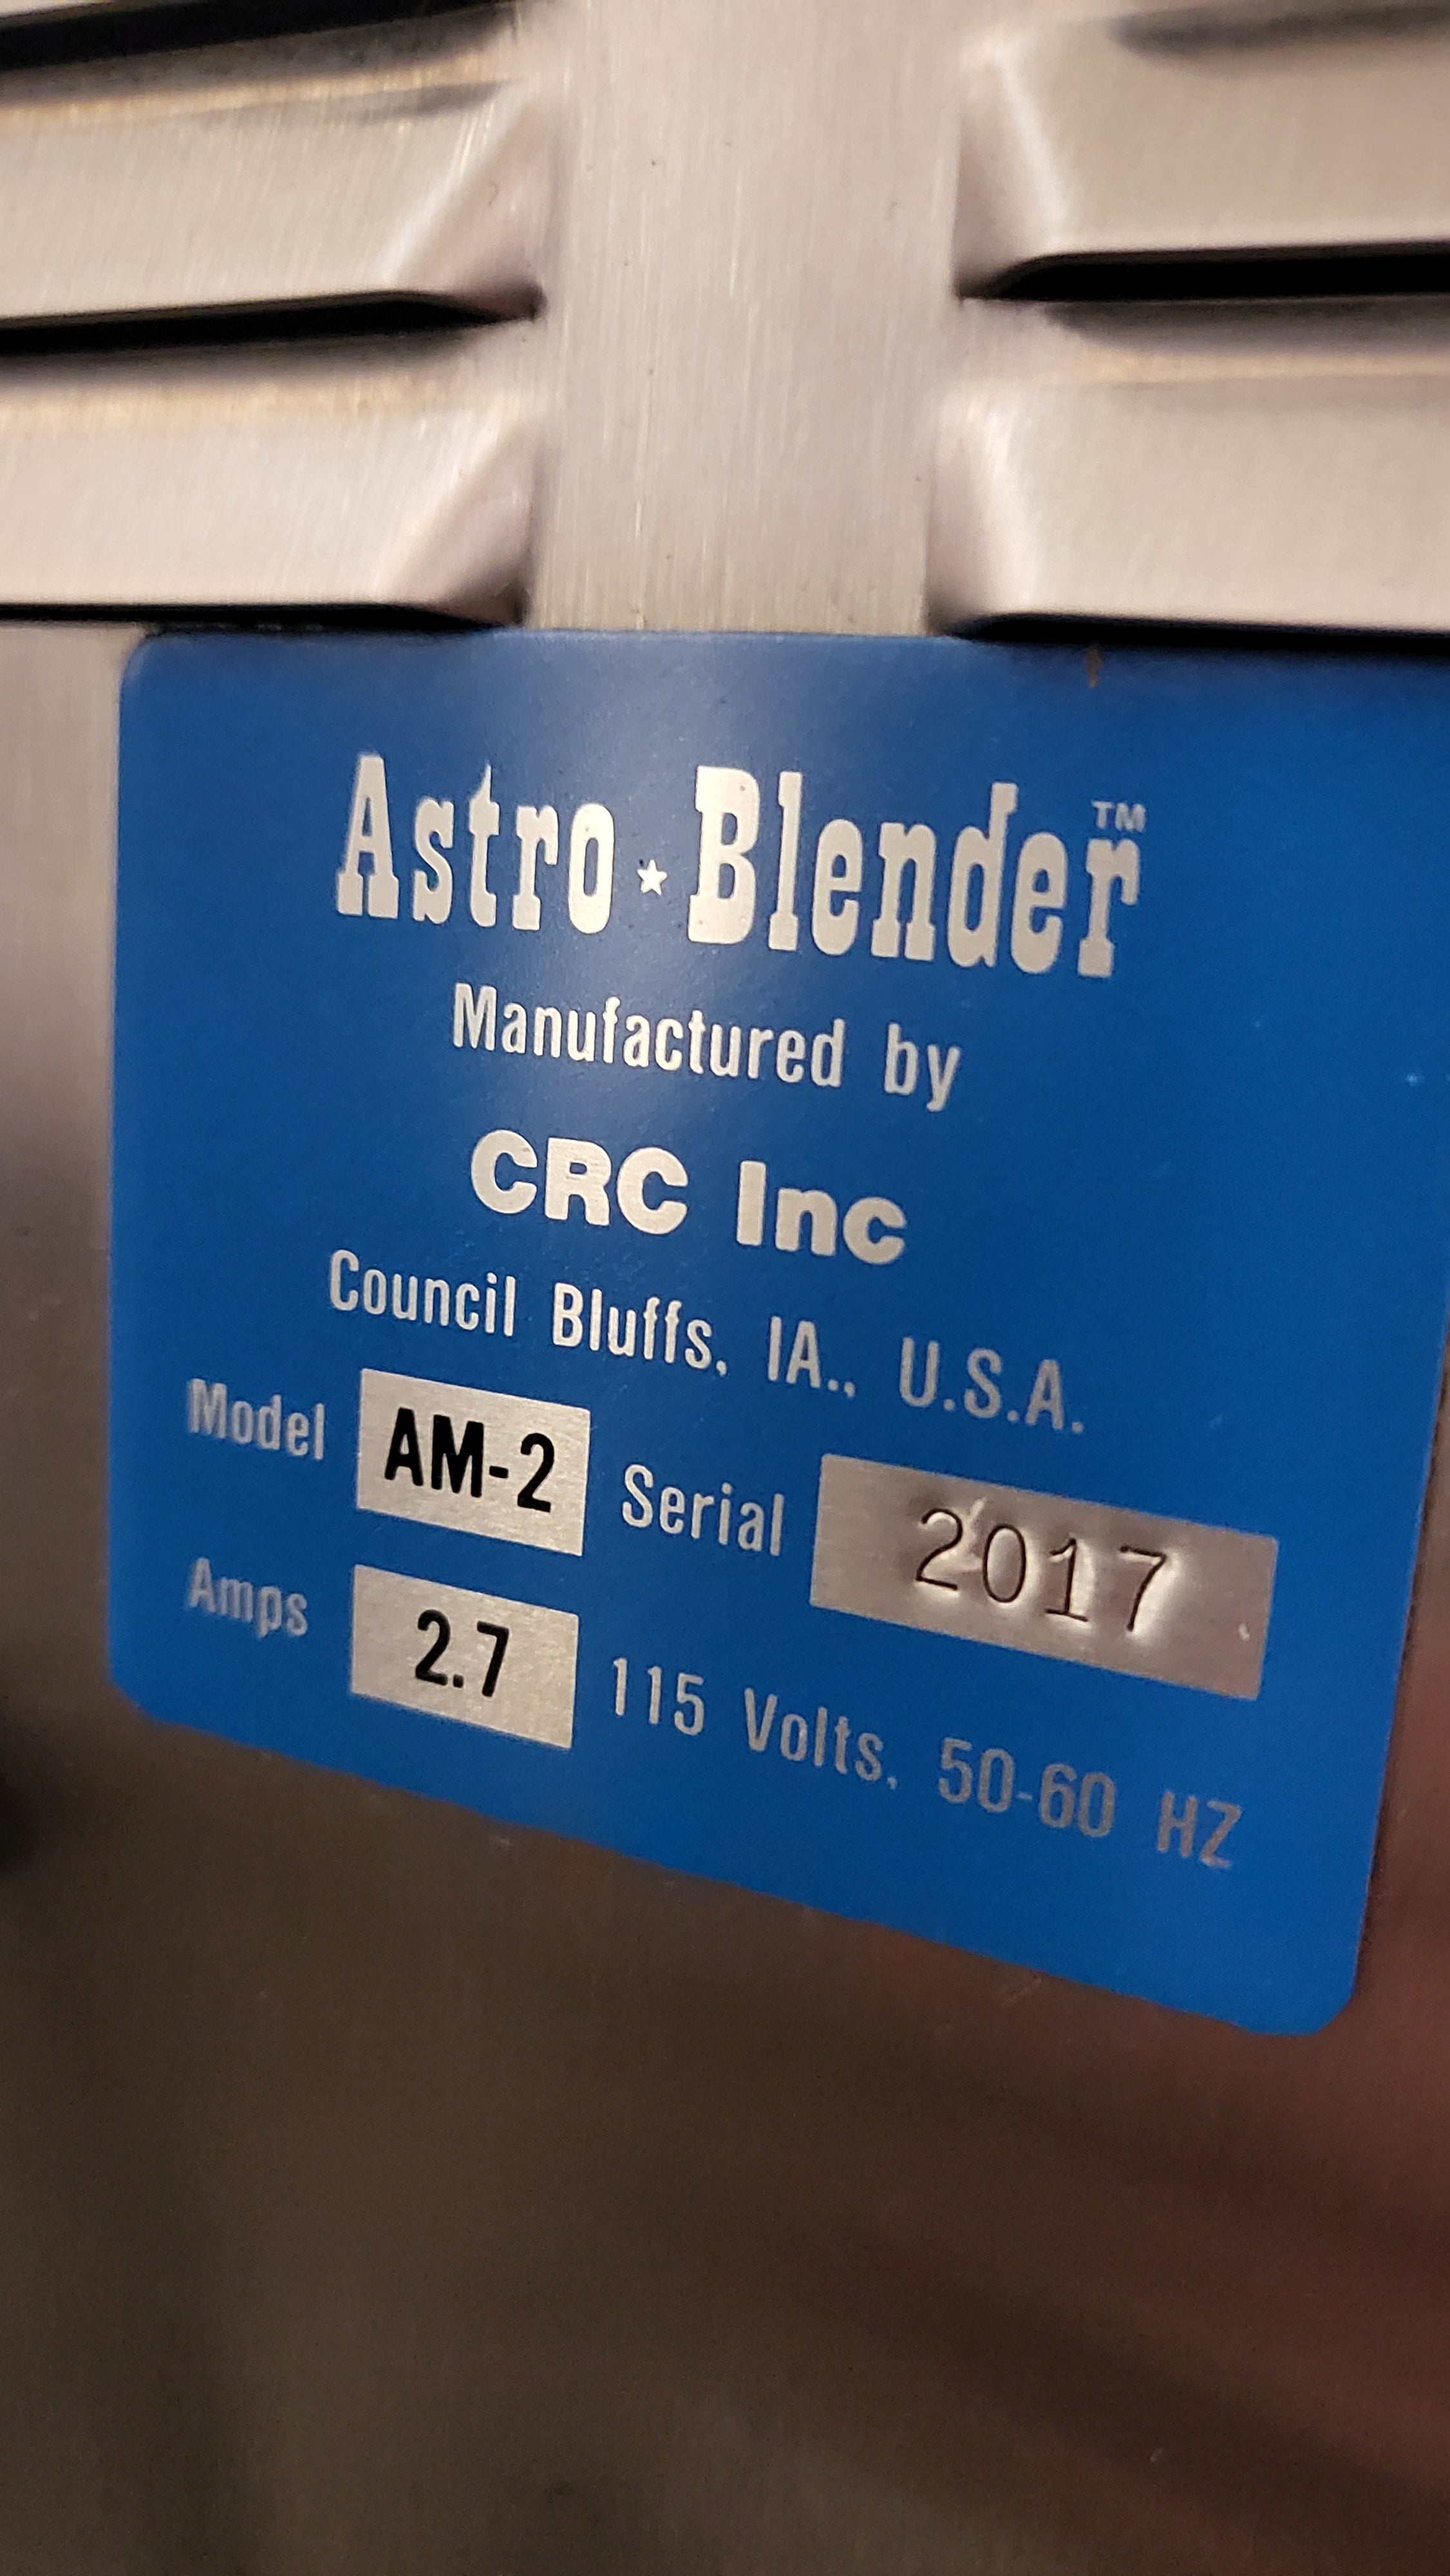 Astro ★ Blender™
Manufactured by
CRC Inc
Council Bluffs, IA., U.S.A.
Model AM-2 Serial 2017
Amps 2.7 115 Volts, 50-60 HZ